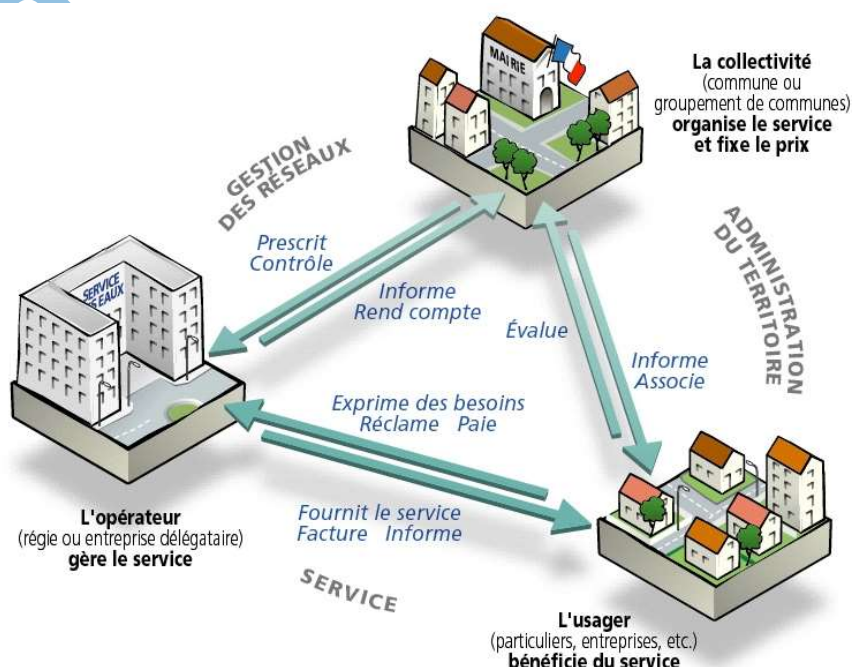 MAIRIE
La collectivité
(commune ou
groupement de communes)
organise le service
et fixe le prix
GESTION
DES RÉSEAUX
ADMINISTRATION
DU TERRITOIRE
Prescrit
Contrôle
Informe
Rend compte
Évalue
Informe
Associe
SERVICE
DES EAUX
Exprime des besoins
Réclame Paie
Fournit le service
Facture Informe
L'opérateur
(régie ou entreprise délégataire)
gère le service
SERVICE
L'usager
(particuliers, entreprises, etc.)
bénéficie du service